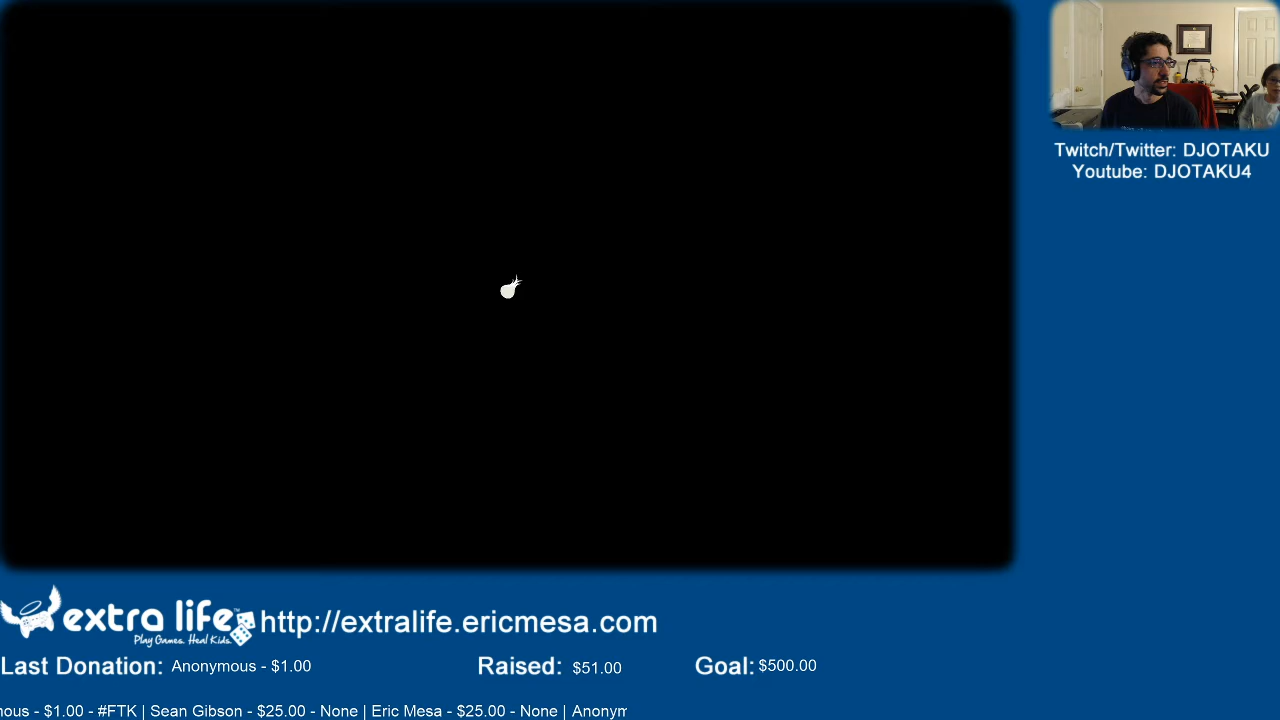 Twitch/Twitter: DJOTAKU
Youtube: DJOTAKU4
extra life
Play Games. Heal Kids.
http://extralife.ericmesa.com
Last Donation: Anonymous - $1.00 Raised: $51.00 Goal: $500.00
nous - $1.00 - #FTK | Sean Gibson - $25.00 - None | Eric Mesa - $25.00 - None | Anonym